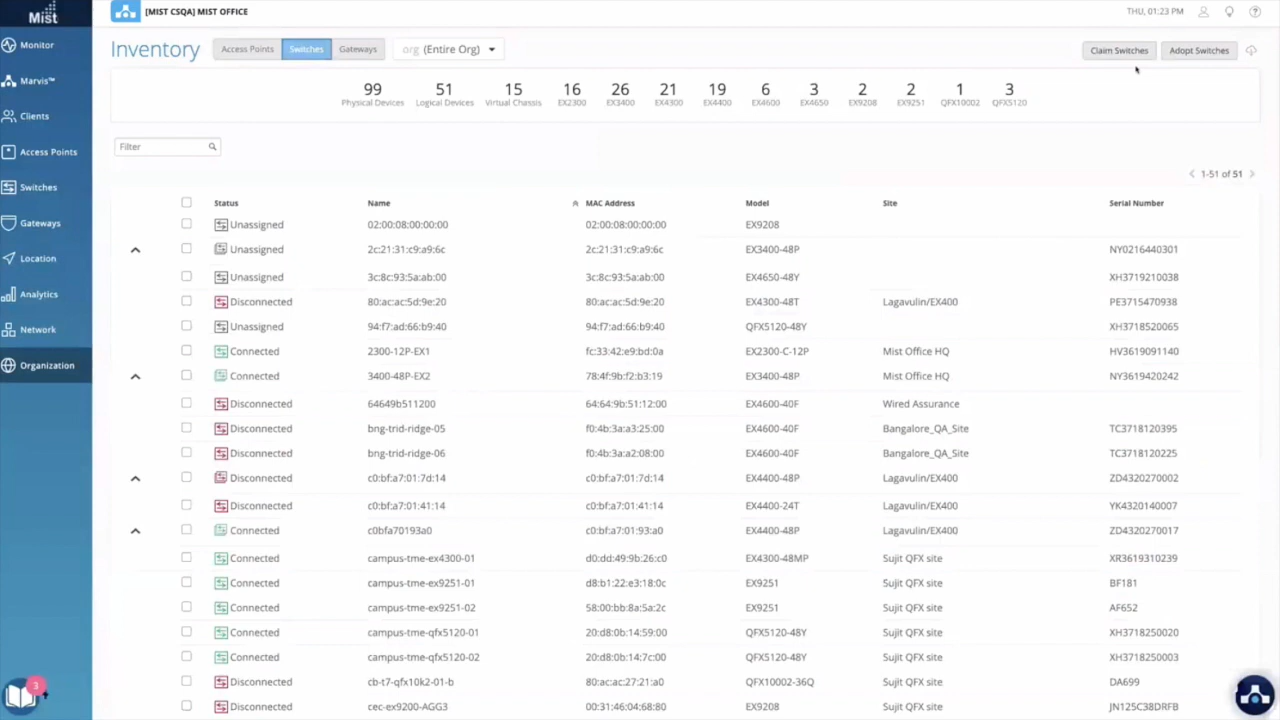 Mist
[MIST CSQA] MIST OFFICE
THU, 01:23 PM
Monitor
Marvis™
Clients
Access Points
Switches
Gateways
Location
Analytics
Network
Organization
3
Inventory
Access Points Switches Gateways
org (Entire Org)
Claim Switches Adopt Switches
99 51 15 16 26 21 19 6 3 2 2 1 3
Physical Devices Logical Devices Virtual Chassis EX2300 EX3400 EX4300 EX4400 EX4600 EX4650 EX9208 EX9251 QFX10002 QFX5120
Filter
1-51 of 51
Status Name MAC Address Model Site Serial Number
Unassigned 02:00:08:00:00:00 02:00:08:00:00:00 EX9208
Unassigned 2c:21:31:c9:a9:6c 2c:21:31:c9:a9:6c EX3400-48P NY0216440301
Unassigned 3c:8c:93:5a:ab:00 3c:8c:93:5a:ab:00 EX4650-48Y XH3719210038
Disconnected 80:ac:ac:5d:9e:20 80:ac:ac:5d:9e:20 EX4300-48T Lagavulin/EX400 PE3715470938
Unassigned 94:f7:ad:66:b9:40 94:f7:ad:66:b9:40 QFX5120-48Y XH3718520065
Connected 2300-12P-EX1 fc:33:42:e9:bd:0a EX2300-C-12P Mist Office HQ HV3619091140
Connected 3400-48P-EX2 78:4f:9b:f2:b3:19 EX3400-48P Mist Office HQ NY3619420242
Disconnected 64649b511200 64:64:9b:51:12:00 EX4600-40F Wired Assurance
Disconnected bng-trid-ridge-05 f0:4b:3a:a3:25:00 EX4600-40F Bangalore_QA_Site TC3718120395
Disconnected bng-trid-ridge-06 f0:4b:3a:a2:08:00 EX4600-40F Bangalore_QA_Site TC3718120225
Disconnected c0:bf:a7:01:7d:14 c0:bf:a7:01:7d:14 EX4400-48P Lagavulin/EX400 ZD4320270002
Disconnected c0:bf:a7:01:41:14 c0:bf:a7:01:41:14 EX4400-24T Lagavulin/EX400 YK4320140007
Connected c0bfa70193a0 c0:bf:a7:01:93:a0 EX4400-48P Lagavulin/EX400 ZD4320270017
Connected campus-tme-ex4300-01 d0:dd:49:9b:26:c0 EX4300-48MP Sujit QFX site XR3619310239
Connected campus-tme-ex9251-01 d8:b1:22:e3:18:0c EX9251 Sujit QFX site BF181
Connected campus-tme-ex9251-02 58:00:bb:8a:5a:2c EX9251 Sujit QFX site AF652
Connected campus-tme-qfx5120-01 20:d8:0b:14:59:00 QFX5120-48Y Sujit QFX site XH3718250020
Connected campus-tme-qfx5120-02 20:d8:0b:14:7c:00 QFX5120-48Y Sujit QFX site XH3718250003
Disconnected cb-t7-qfx10k2-01-b 80:ac:ac:27:21:a0 QFX10002-36Q Sujit QFX site DA699
Disconnected cec-ex9200-AGG3 00:31:46:04:68:80 EX9208 Sujit QFX site JN125C38DRFB